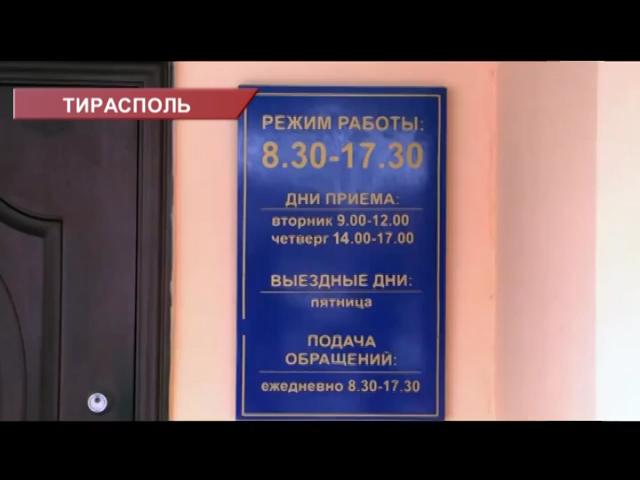 ТИРАСПОЛЬ
РЕЖИМ РАБОТЫ:
8.30-17.30
ДНИ ПРИЕМА:
вторник 9.00-12.00
четверг 14.00-17.00
ВЫЕЗДНЫЕ ДНИ:
пятница
ПОДАЧА
ОБРАЩЕНИЙ:
ежедневно 8.30-17.30